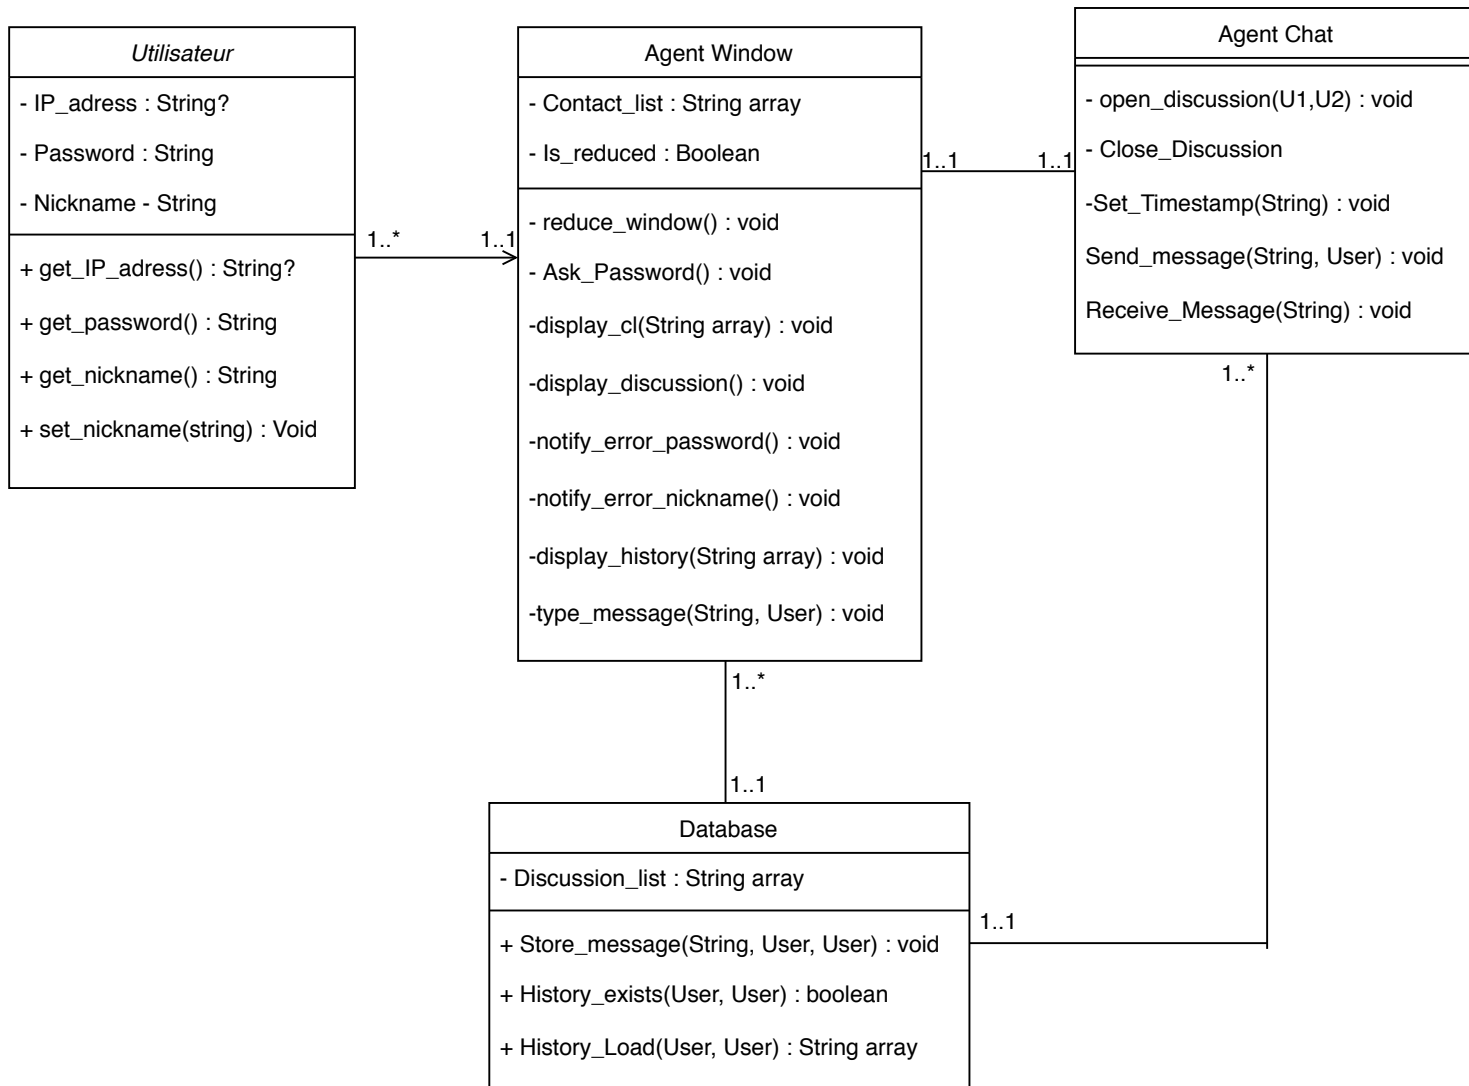 Utilisateur
- IP_adress : String?
- Password : String
- Nickname - String
+ get_IP_adress() : String?
+ get_password() : String
+ get_nickname() : String
+ set_nickname(string) : Void
1..*
1..1
Agent Window
- Contact_list : String array
- Is_reduced : Boolean
- reduce_window() : void
- Ask_Password() : void
-display_cl(String array) : void
-display_discussion() : void
-notify_error_password() : void
-notify_error_nickname() : void
-display_history(String array) : void
-type_message(String, User) : void
1..1
1..1
Agent Chat
- open_discussion(U1,U2) : void
- Close_Discussion
-Set_Timestamp(String) : void
Send_message(String, User) : void
Receive_Message(String) : void
1..*
1..*
1..1
Database
- Discussion_list : String array
+ Store_message(String, User, User) : void
+ History_exists(User, User) : boolean
+ History_Load(User, User) : String array
1..1